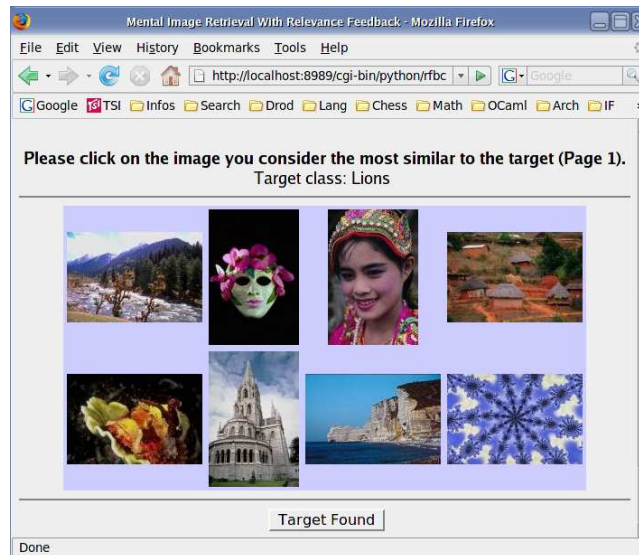 Mental Image Retrieval With Relevance Feedback - Mozilla Firefox
File Edit View History Bookmarks Tools Help
http://localhost:8989/cgi-bin/python/rfbc G Google
Google TSI Infos Search Drod Lang Chess Math OCaml Arch IF
Please click on the image you consider the most similar to the target (Page 1).
Target class: Lions
Target Found
Done